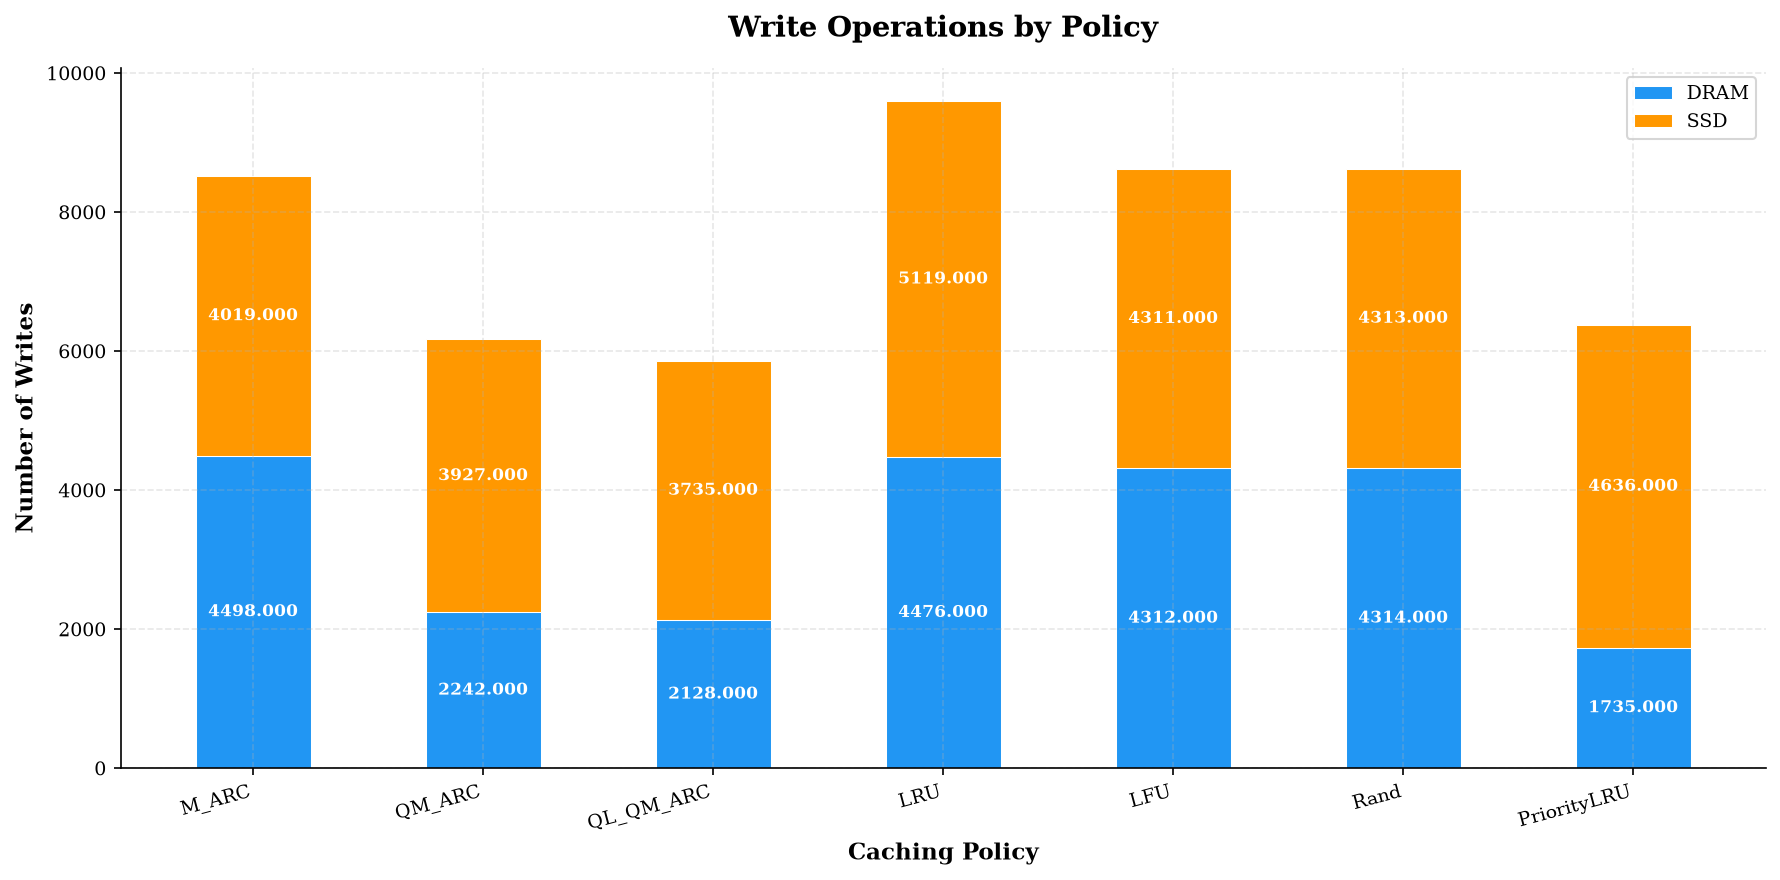 Write Operations by Policy
DRAM
SSD
Number of Writes
10000
8000
6000
4000
2000
0
4019.000
4498.000
3927.000
2242.000
3735.000
2128.000
5119.000
4476.000
4311.000
4312.000
4313.000
4314.000
4636.000
1735.000
M_ARC
QM_ARC
QL_QM_ARC
LRU
LFU
Rand
PriorityLRU
Caching Policy